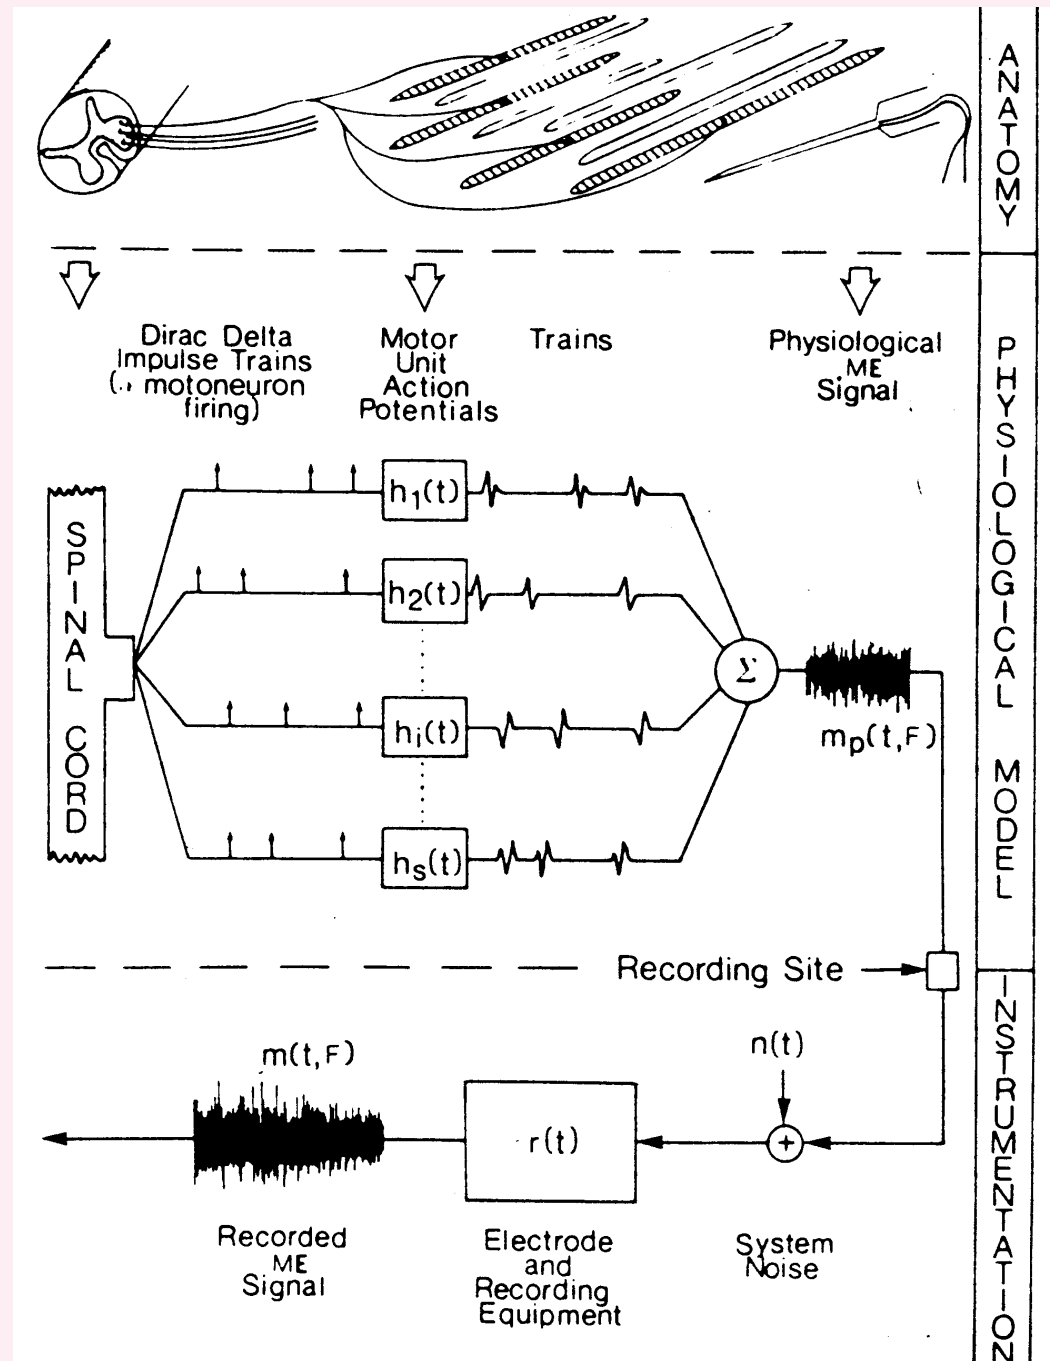 ANATOMY
Dirac Delta
Impulse Trains
( motoneuron
firing)
Motor
Unit
Action
Potentials
Trains
Physiological
ME
Signal
PHYSIOLOGICAL MODEL
SPINAL CORD
h1(t)
h2(t)
hi(t)
hs(t)
Σ
mp(t,F)
Recording Site
INSTRUMENTATION
m(t,F)
n(t)
r(t)
+
Recorded
ME
Signal
Electrode
and
Recording
Equipment
System
Noise